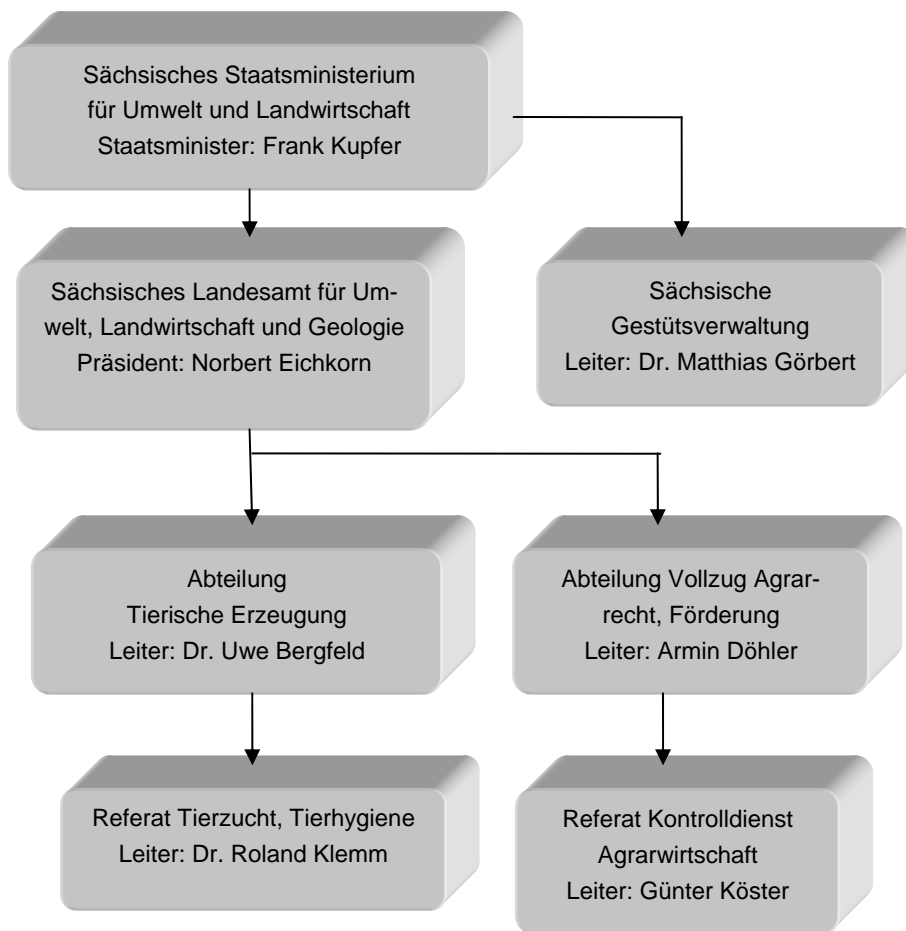 Sächsisches Staatsministerium
für Umwelt und Landwirtschaft
Staatsminister: Frank Kupfer
Sächsisches Landesamt für Um-
welt, Landwirtschaft und Geologie
Präsident: Norbert Eichkorn
Sächsische
Gestütsverwaltung
Leiter: Dr. Matthias Görbert
Abteilung
Tierische Erzeugung
Leiter: Dr. Uwe Bergfeld
Abteilung Vollzug Agrar-
recht, Förderung
Leiter: Armin Döhler
Referat Tierzucht, Tierhygiene
Leiter: Dr. Roland Klemm
Referat Kontrolldienst
Agrarwirtschaft
Leiter: Günter Köster